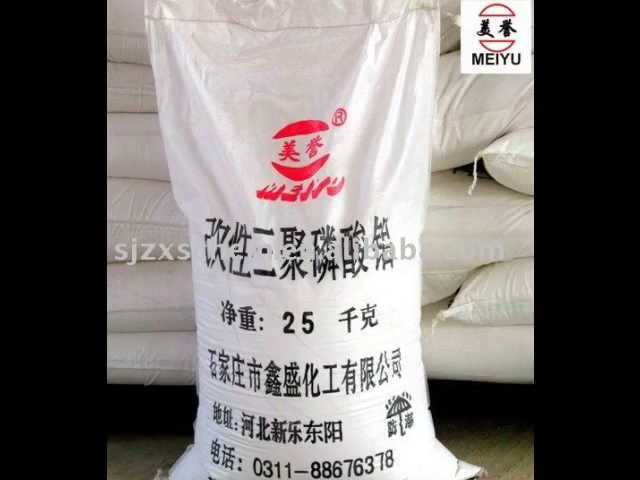 美誉
MEIYU
®
美誉
MEIYU
改性三聚磷酸铝
净重: 25 千克
石家庄市鑫盛化工有限公司
地址:河北新乐东阳
电话: 0311-88676378
防潮